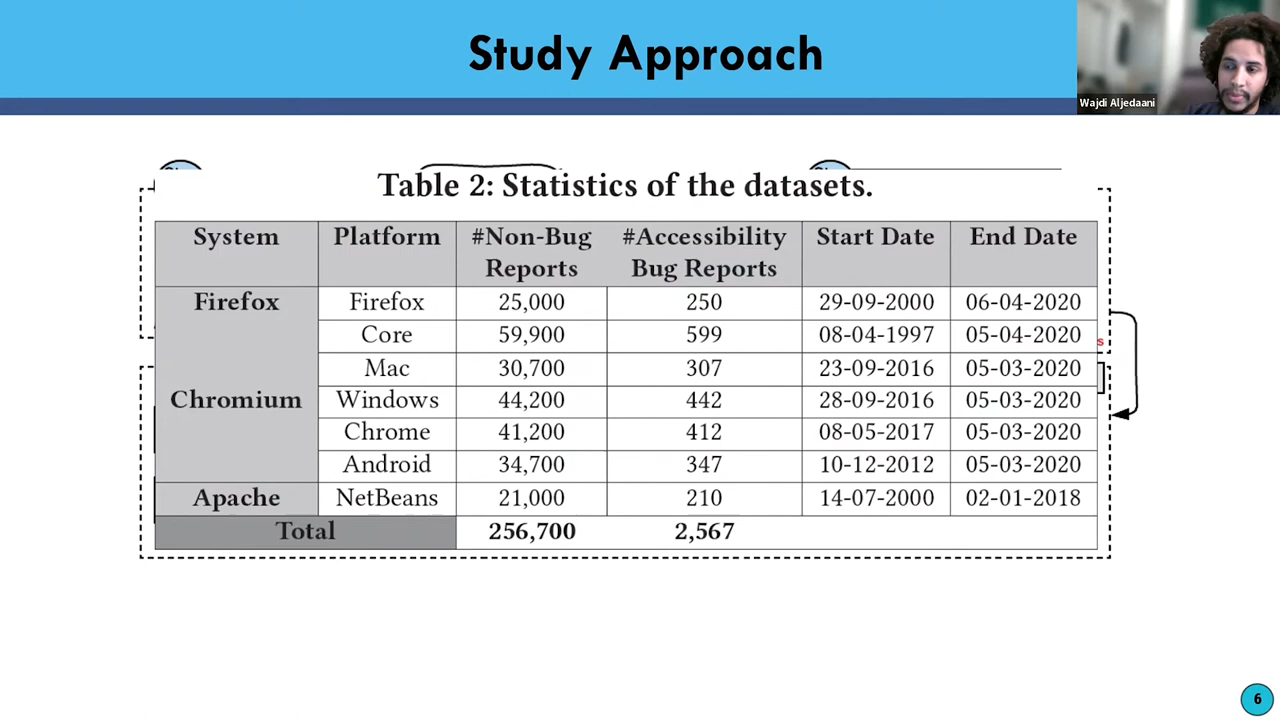 Study Approach
Wajdi Aljedaani
Table 2: Statistics of the datasets.
System Platform #Non-Bug Reports #Accessibility Bug Reports Start Date End Date
Firefox Firefox 25,000 250 29-09-2000 06-04-2020
Core 59,900 599 08-04-1997 05-04-2020
Mac 30,700 307 23-09-2016 05-03-2020
Chromium Windows 44,200 442 28-09-2016 05-03-2020
Chrome 41,200 412 08-05-2017 05-03-2020
Android 34,700 347 10-12-2012 05-03-2020
Apache NetBeans 21,000 210 14-07-2000 02-01-2018
Total 256,700 2,567
6